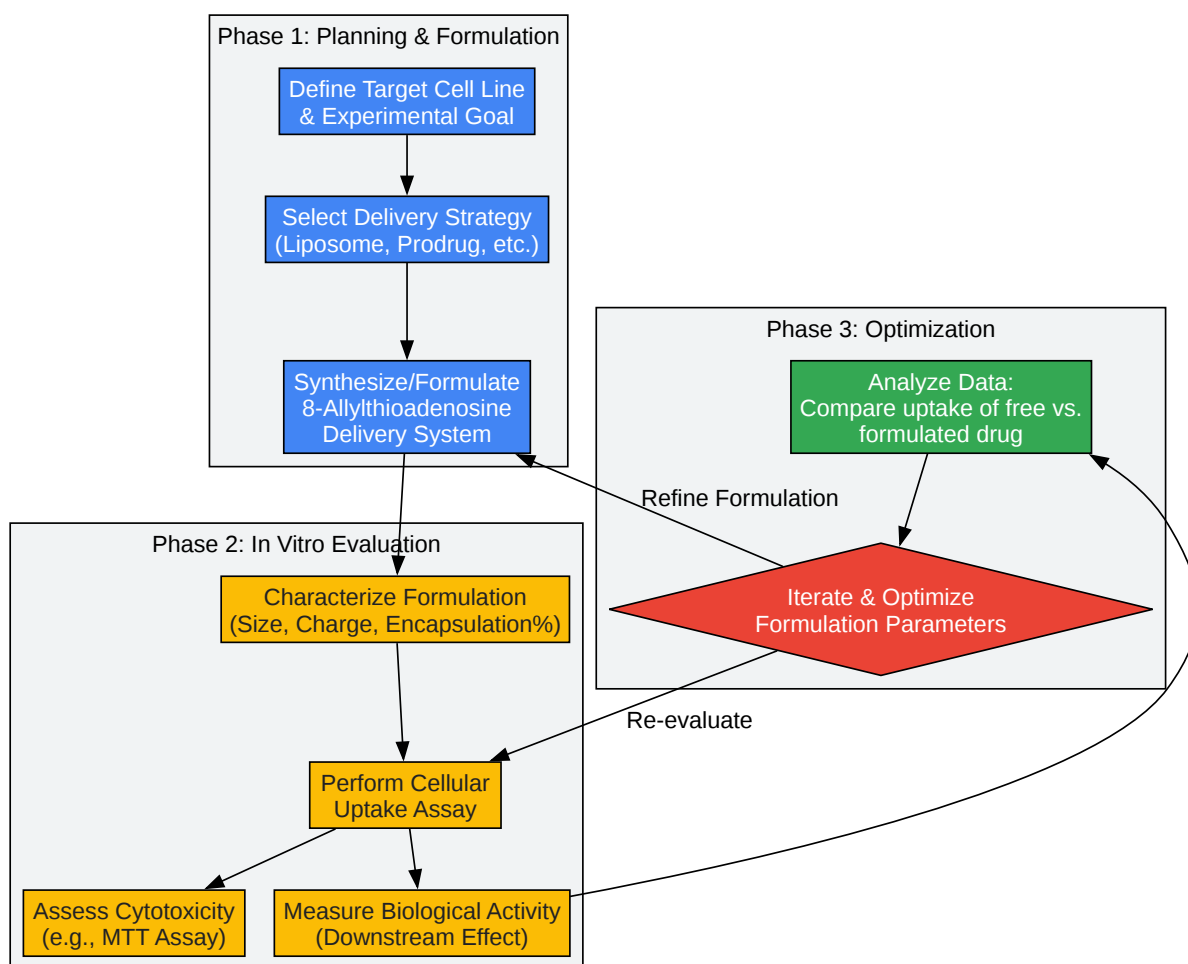 Phase 1: Planning & Formulation
Define Target Cell Line
& Experimental Goal
Select Delivery Strategy
(Liposome, Prodrug, etc.)
Synthesize/Formulate
8-Allylthioadenosine
Delivery System
Phase 3: Optimization
Analyze Data:
Compare uptake of free vs.
formulated drug
Refine Formulation
Iterate & Optimize
Formulation Parameters
Re-evaluate
Phase 2: In Vitro Evaluation
Characterize Formulation
(Size, Charge, Encapsulation%)
Perform Cellular
Uptake Assay
Assess Cytotoxicity
(e.g., MTT Assay)
Measure Biological Activity
(Downstream Effect)